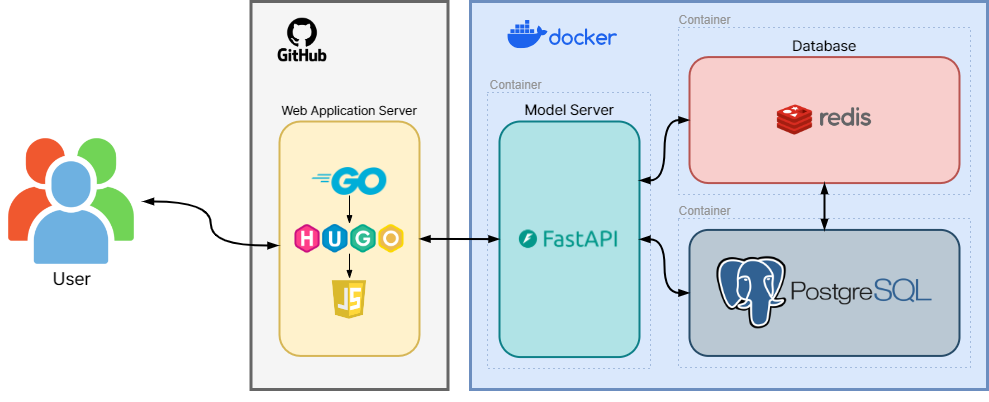 GitHub
docker
Container
Database
redis
Container
Model Server
FastAPI
Web Application Server
GO
HUGO
JS
User
Container
PostgreSQL